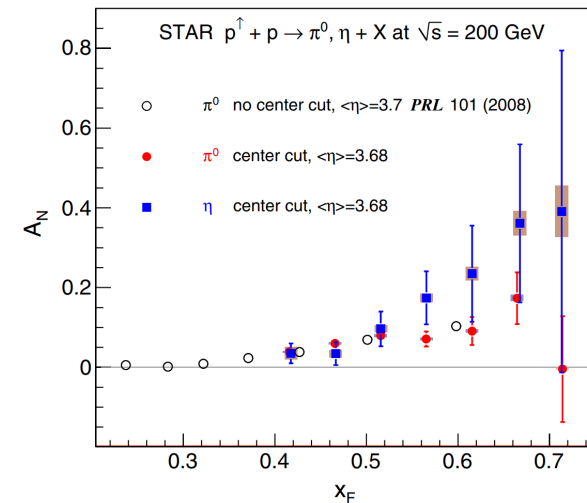 STAR p↑ + p → π⁰, η + X at √s = 200 GeV
π⁰ no center cut, <η>=3.7 PRL 101 (2008)
π⁰ center cut, <η>=3.68
η center cut, <η>=3.68
A_N
0.8
0.6
0.4
0.2
0
0.3 0.4 0.5 0.6 0.7
x_F